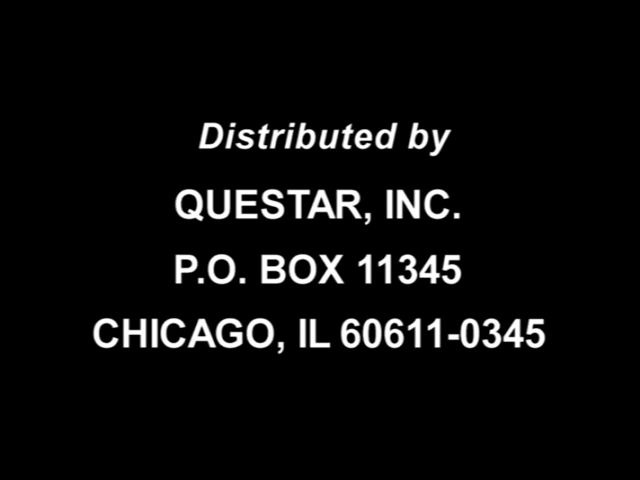 Distributed by
QUESTAR, INC.
P.O. BOX 11345
CHICAGO, IL 60611-0345